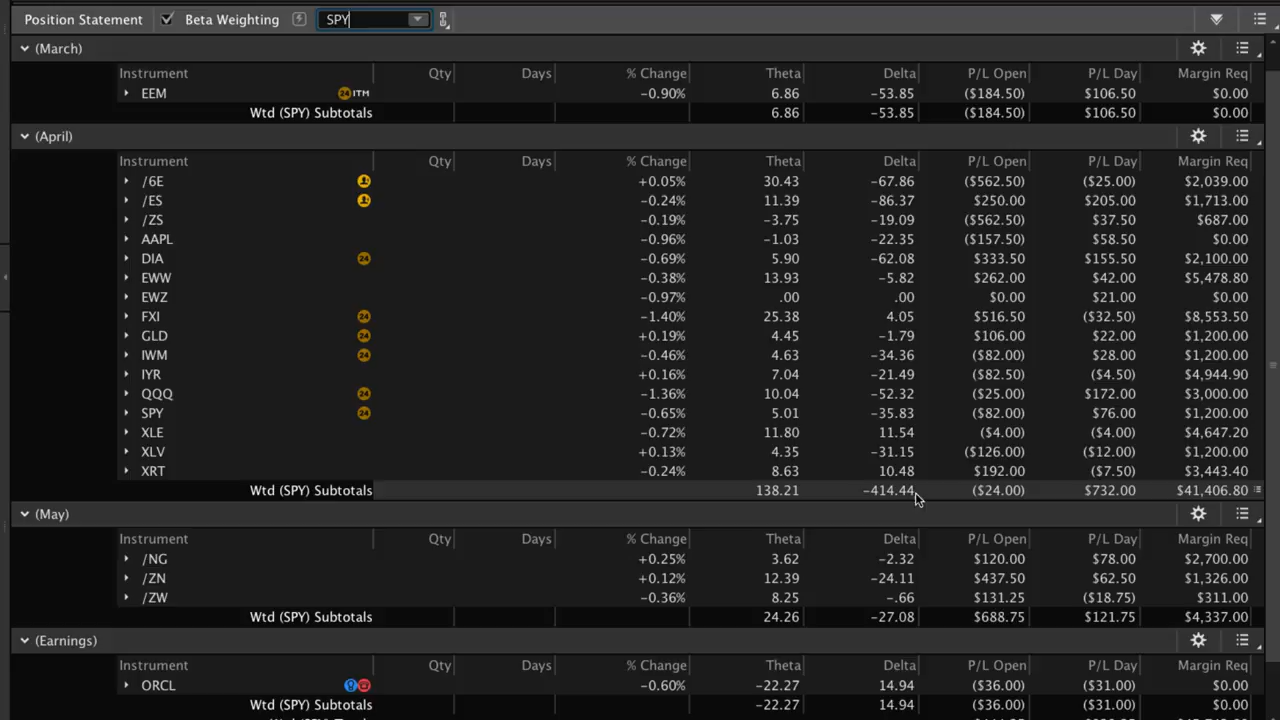 Position Statement Beta Weighting SPY
(March)
Instrument Qty Days % Change Theta Delta P/L Open P/L Day Margin Req
EEM 24 ITM -0.90% 6.86 -53.85 ($184.50) $106.50 $0.00
Wtd (SPY) Subtotals 6.86 -53.85 ($184.50) $106.50 $0.00
(April)
Instrument Qty Days % Change Theta Delta P/L Open P/L Day Margin Req
/6E +0.05% 30.43 -67.86 ($562.50) ($25.00) $2,039.00
/ES -0.24% 11.39 -86.37 $250.00 $205.00 $1,713.00
/ZS -0.19% -3.75 -19.09 ($562.50) $37.50 $687.00
AAPL -0.96% -1.03 -22.35 ($157.50) $58.50 $0.00
DIA 24 -0.69% 5.90 -62.08 $333.50 $155.50 $2,100.00
EWW -0.38% 13.93 -5.82 $262.00 $42.00 $5,478.80
EWZ -0.97% .00 .00 $0.00 $21.00 $0.00
FXI 24 -1.40% 25.38 4.05 $516.50 ($32.50) $8,553.50
GLD 24 +0.19% 4.45 -1.79 $106.00 $22.00 $1,200.00
IWM 24 -0.46% 4.63 -34.36 ($82.00) $28.00 $1,200.00
IYR +0.16% 7.04 -21.49 ($82.50) ($4.50) $4,944.90
QQQ 24 -1.36% 10.04 -52.32 ($25.00) $172.00 $3,000.00
SPY 24 -0.65% 5.01 -35.83 ($82.00) $76.00 $1,200.00
XLE -0.72% 11.80 11.54 ($4.00) ($4.00) $4,647.20
XLV +0.13% 4.35 -31.15 ($126.00) ($12.00) $1,200.00
XRT -0.24% 8.63 10.48 $192.00 ($7.50) $3,443.40
Wtd (SPY) Subtotals 138.21 -414.44 ($24.00) $732.00 $41,406.80
(May)
Instrument Qty Days % Change Theta Delta P/L Open P/L Day Margin Req
/NG +0.25% 3.62 -2.32 $120.00 $78.00 $2,700.00
/ZN +0.12% 12.39 -24.11 $437.50 $62.50 $1,326.00
/ZW -0.36% 8.25 -.66 $131.25 ($18.75) $311.00
Wtd (SPY) Subtotals 24.26 -27.08 $688.75 $121.75 $4,337.00
(Earnings)
Instrument Qty Days % Change Theta Delta P/L Open P/L Day Margin Req
ORCL -0.60% -22.27 14.94 ($36.00) ($31.00) $0.00
Wtd (SPY) Subtotals -22.27 14.94 ($36.00) ($31.00) $0.00